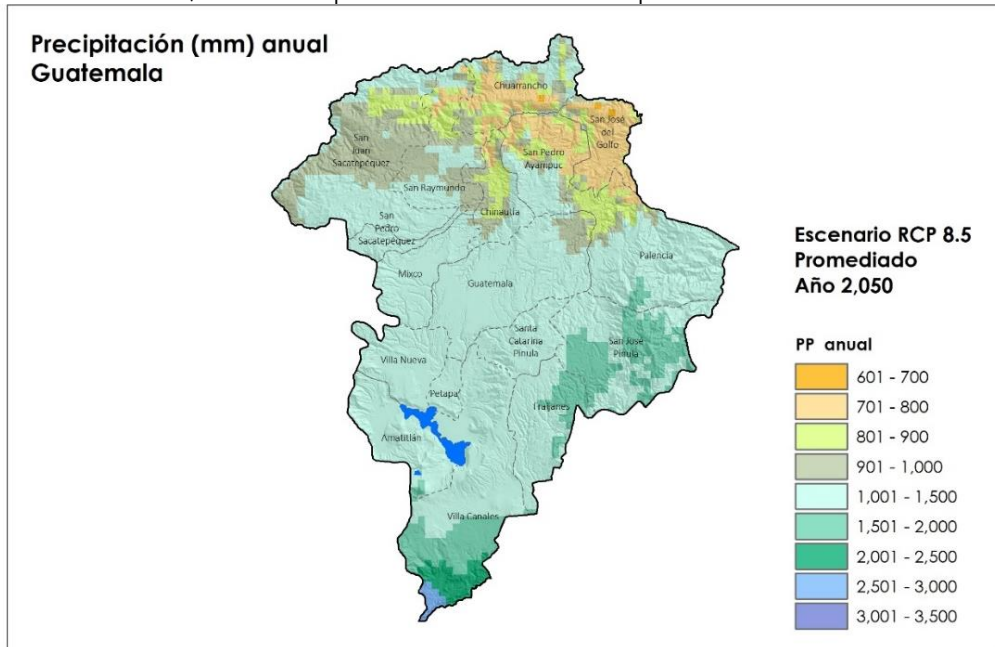 Precipitación (mm) anual
Guatemala
Chuarrancho
San José
del
Golfo
San
Juan
Sacatepéquez
San Pedro
Ayampuc
San Raymundo
Chinautla
San
Pedro
Sacatepéquez
Palencia
Mixco
Guatemala
Santa
Catarina
Pinula
San José
Pinula
Villa Nueva
Petapa
Fraijanes
Amatitlán
Villa Canales
Escenario RCP 8.5
Promediado
Año 2,050
PP anual
601 - 700
701 - 800
801 - 900
901 - 1,000
1,001 - 1,500
1,501 - 2,000
2,001 - 2,500
2,501 - 3,000
3,001 - 3,500